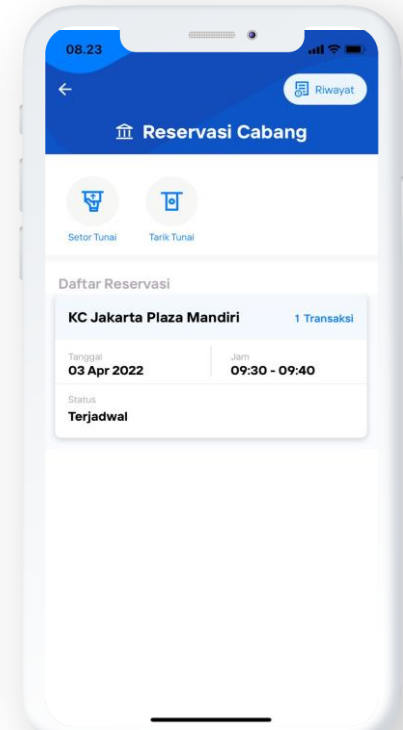 08.23
Riwayat
Reservasi Cabang
Setor Tunai
Tarik Tunai
Daftar Reservasi
KC Jakarta Plaza Mandiri
1 Transaksi
Tanggal
Jam
03 Apr 2022
09:30 - 09:40
Status
Terjadwal